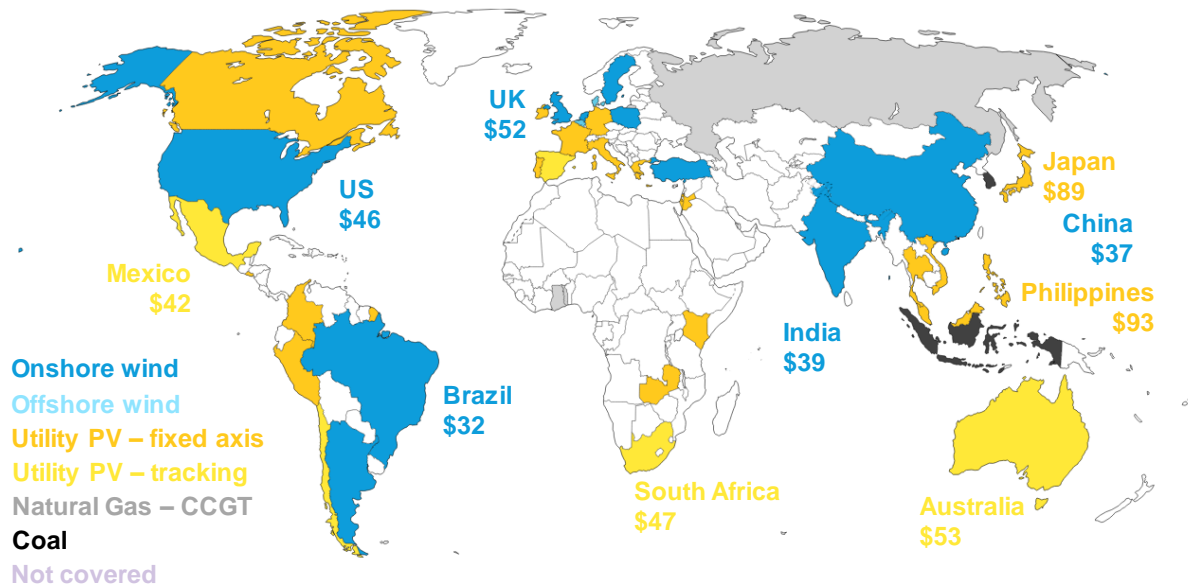 UK
$52
US
$46
Japan
$89
China
$37
Mexico
$42
Philippines
$93
India
$39
Brazil
$32
South Africa
$47
Australia
$53
Onshore wind
Offshore wind
Utility PV – fixed axis
Utility PV – tracking
Natural Gas – CCGT
Coal
Not covered